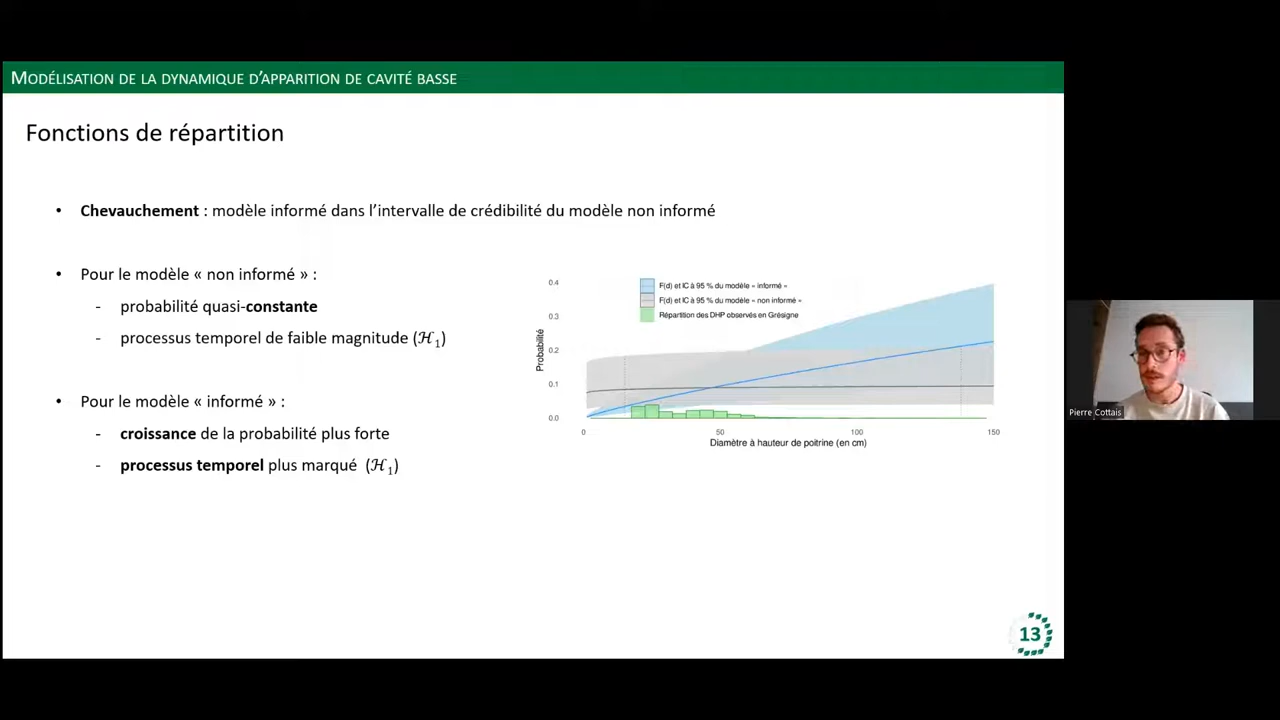 MODÉLISATION DE LA DYNAMIQUE D'APPARITION DE CAVITÉ BASSE
Fonctions de répartition
• Chevauchement : modèle informé dans l'intervalle de crédibilité du modèle non informé
• Pour le modèle « non informé » :
- probabilité quasi-constante
- processus temporel de faible magnitude (ℋ₁)
• Pour le modèle « informé » :
- croissance de la probabilité plus forte
- processus temporel plus marqué (ℋ₁)
F(d) et IC à 95 % du modèle « informé »
F(d) et IC à 95 % du modèle « non informé »
Répartition des DHP observés en Grésigne
Probabilité
0.4
0.3
0.2
0.1
0.0
0 50 100 150
Diamètre à hauteur de poitrine (en cm)
Pierre Cottais
13